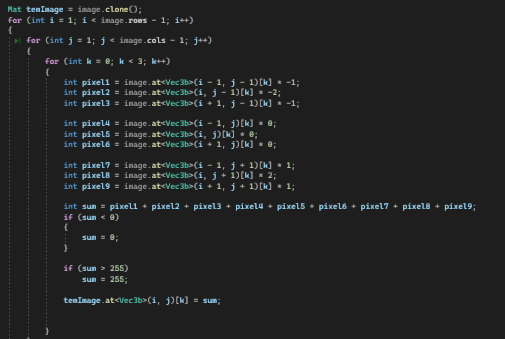 Mat temImage = image.clone();
for (int i = 1; i < image.rows - 1; i++)
{
for (int j = 1; j < image.cols - 1; j++)
{
for (int k = 0; k < 3; k++)
{
int pixel1 = image.at<Vec3b>(i - 1, j - 1)[k] * -1;
int pixel2 = image.at<Vec3b>(i, j - 1)[k] * -2;
int pixel3 = image.at<Vec3b>(i + 1, j - 1)[k] * -1;
int pixel4 = image.at<Vec3b>(i - 1, j)[k] * 0;
int pixel5 = image.at<Vec3b>(i, j)[k] * 0;
int pixel6 = image.at<Vec3b>(i + 1, j)[k] * 0;
int pixel7 = image.at<Vec3b>(i - 1, j + 1)[k] * 1;
int pixel8 = image.at<Vec3b>(i, j + 1)[k] * 2;
int pixel9 = image.at<Vec3b>(i + 1, j + 1)[k] * 1;
int sum = pixel1 + pixel2 + pixel3 + pixel4 + pixel5 + pixel6 + pixel7 + pixel8 + pixel9;
if (sum < 0)
{
sum = 0;
}
if (sum > 255)
sum = 255;
temImage.at<Vec3b>(i, j)[k] = sum;
}